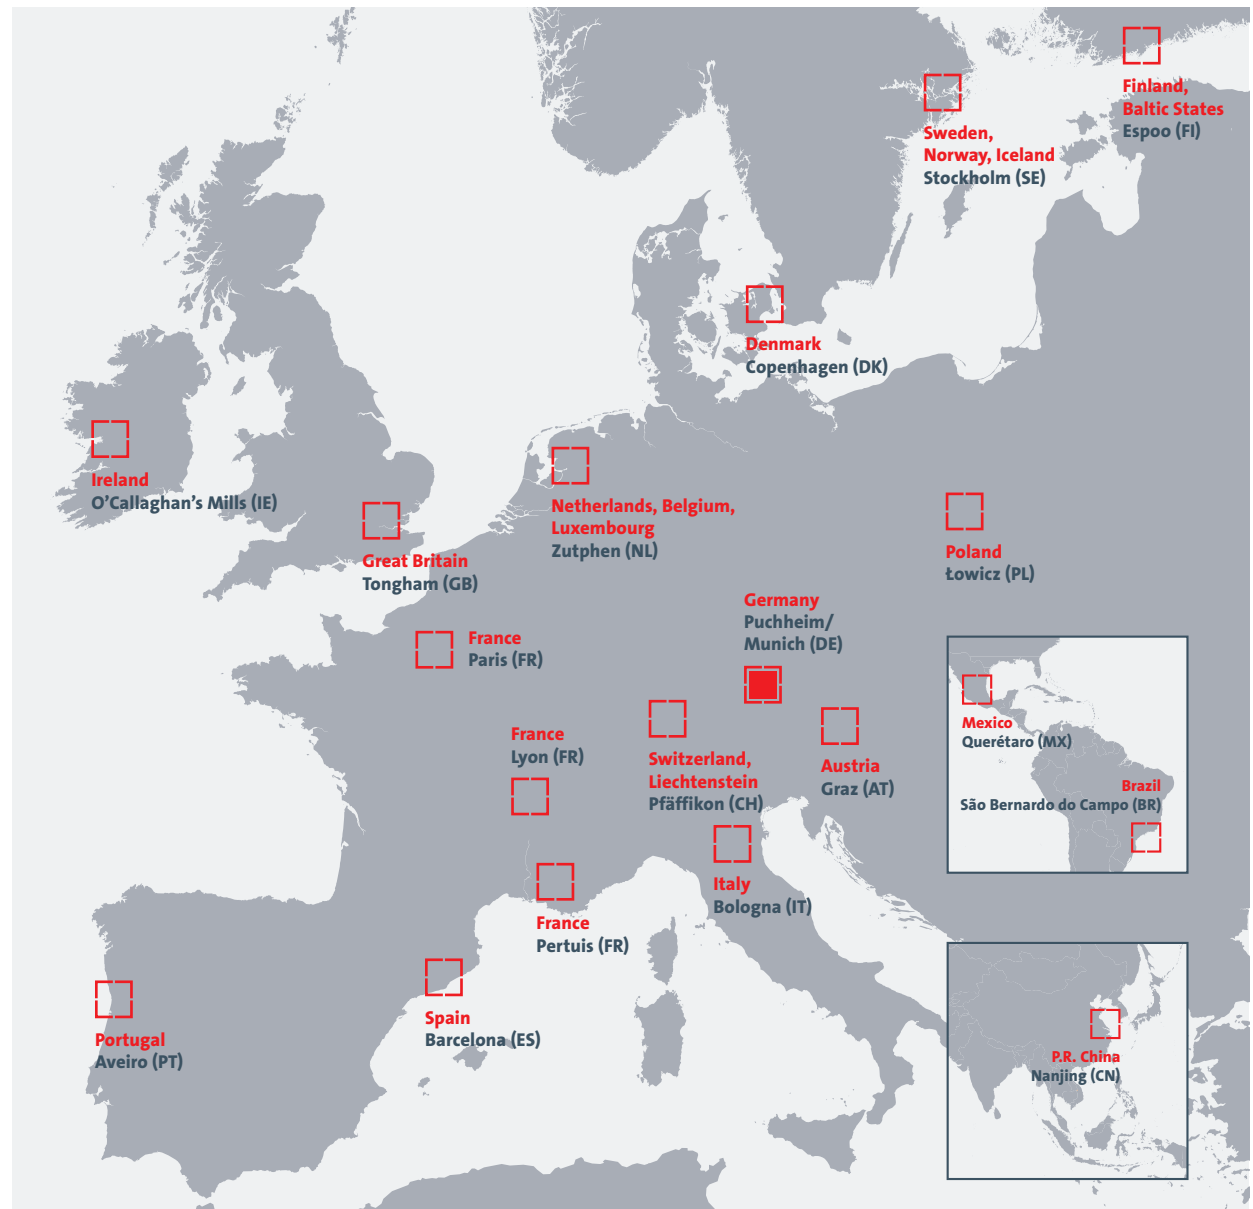 Finland,
Baltic States
Espoo (FI)
Sweden,
Norway, Iceland
Stockholm (SE)
Denmark
Copenhagen (DK)
Ireland
O'Callaghan's Mills (IE)
Great Britain
Tongham (GB)
Netherlands, Belgium,
Luxembourg
Zutphen (NL)
Poland
Łowicz (PL)
Germany
Puchheim/
Munich (DE)
France
Paris (FR)
France
Lyon (FR)
Switzerland,
Liechtenstein
Pfäffikon (CH)
Austria
Graz (AT)
Mexico
Querétaro (MX)
Brazil
São Bernardo do Campo (BR)
Italy
Bologna (IT)
France
Pertuis (FR)
Spain
Barcelona (ES)
Portugal
Aveiro (PT)
P.R. China
Nanjing (CN)